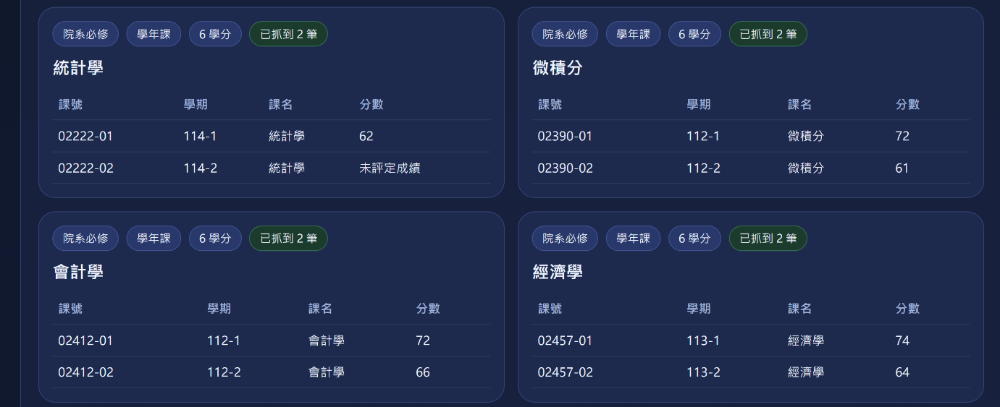 院系必修 學年課 6 學分 已抓到 2 筆
統計學
課號 學期 課名 分數
02222-01 114-1 統計學 62
02222-02 114-2 統計學 未評定成績
院系必修 學年課 6 學分 已抓到 2 筆
微積分
課號 學期 課名 分數
02390-01 112-1 微積分 72
02390-02 112-2 微積分 61
院系必修 學年課 6 學分 已抓到 2 筆
會計學
課號 學期 課名 分數
02412-01 112-1 會計學 72
02412-02 112-2 會計學 66
院系必修 學年課 6 學分 已抓到 2 筆
經濟學
課號 學期 課名 分數
02457-01 113-1 經濟學 74
02457-02 113-2 經濟學 64